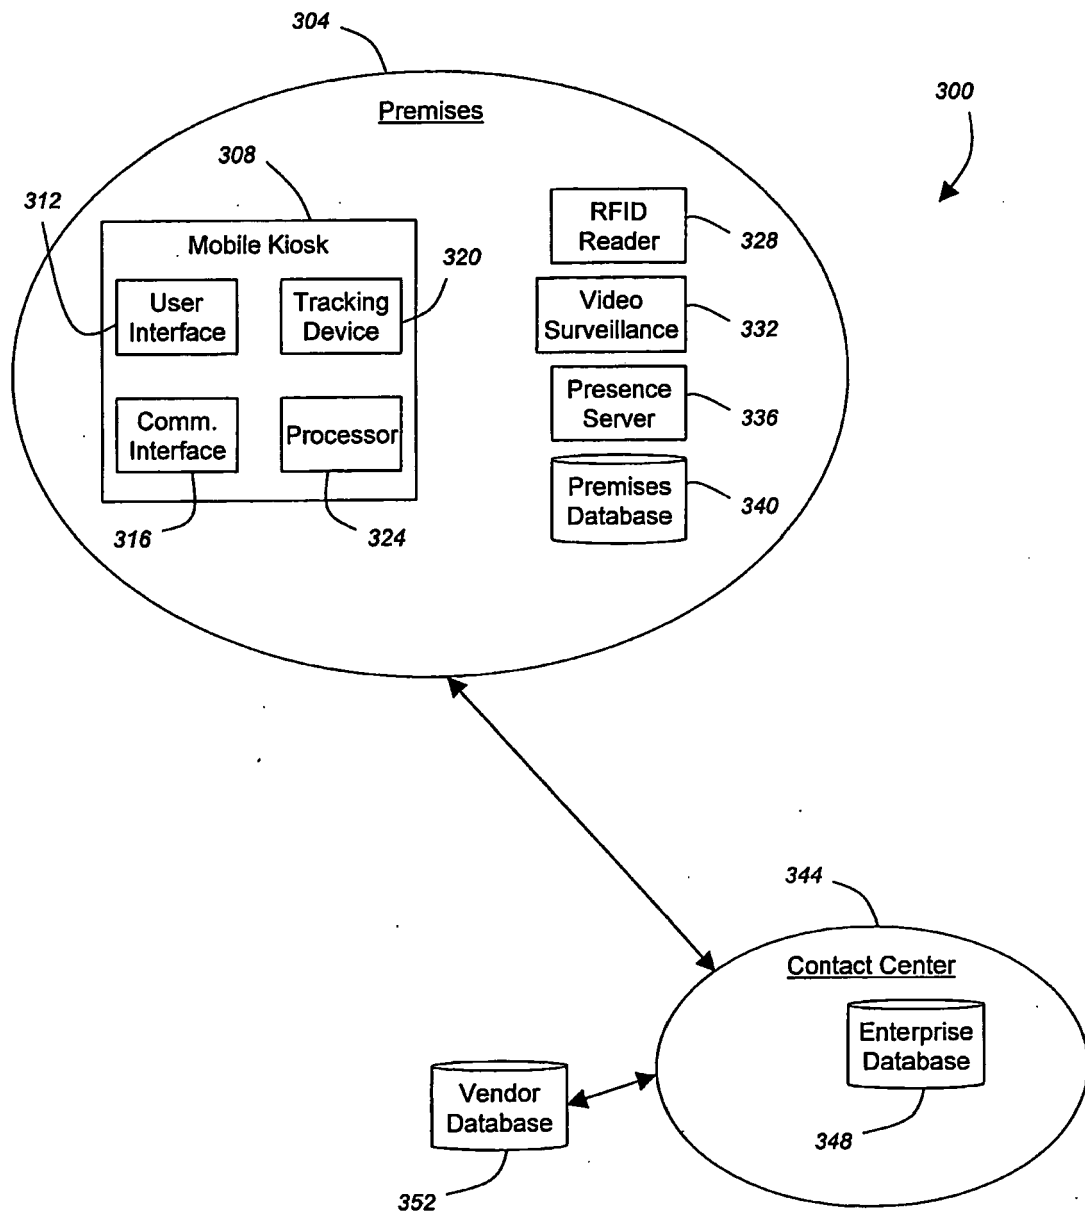 304
Premises
300
308
312
Mobile Kiosk
320
User
Interface
Tracking
Device
Comm.
Interface
Processor
316
324
RFID
Reader
328
Video
Surveillance
332
Presence
Server
336
Premises
Database
340
344
Contact Center
Enterprise
Database
348
Vendor
Database
352